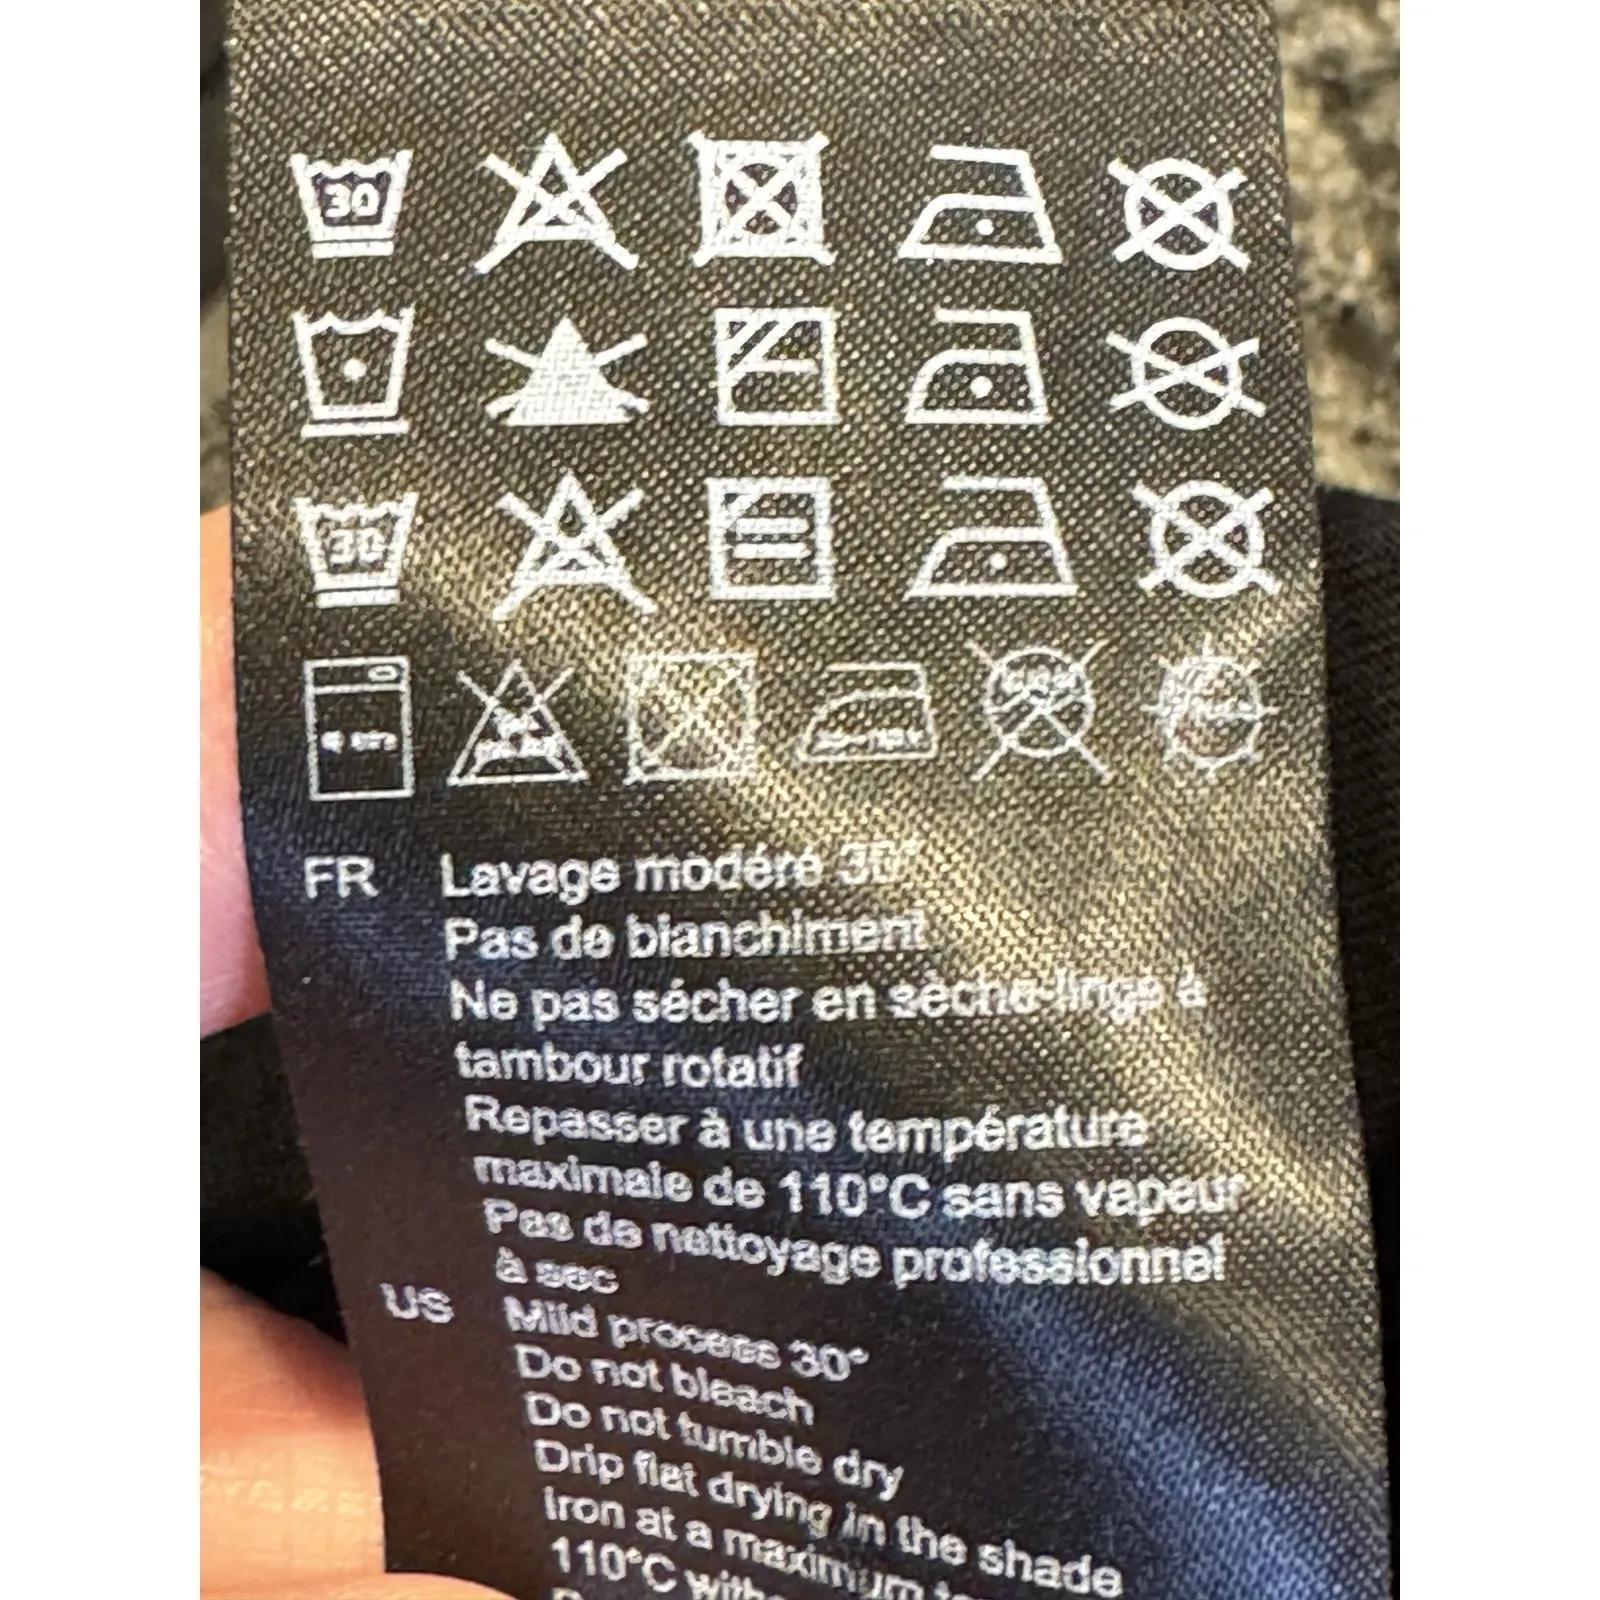 30
30
FR Lavage modéré 30°
Pas de blanchiment
Ne pas sécher en sèche-linge à
tambour rotatif
Repasser à une température
maximale de 110°C sans vapeur
Pas de nettoyage professionnel
à sec
US Mild process 30°
Do not bleach
Do not tumble dry
Drip flat drying in the shade
Iron at a maximum
110°C